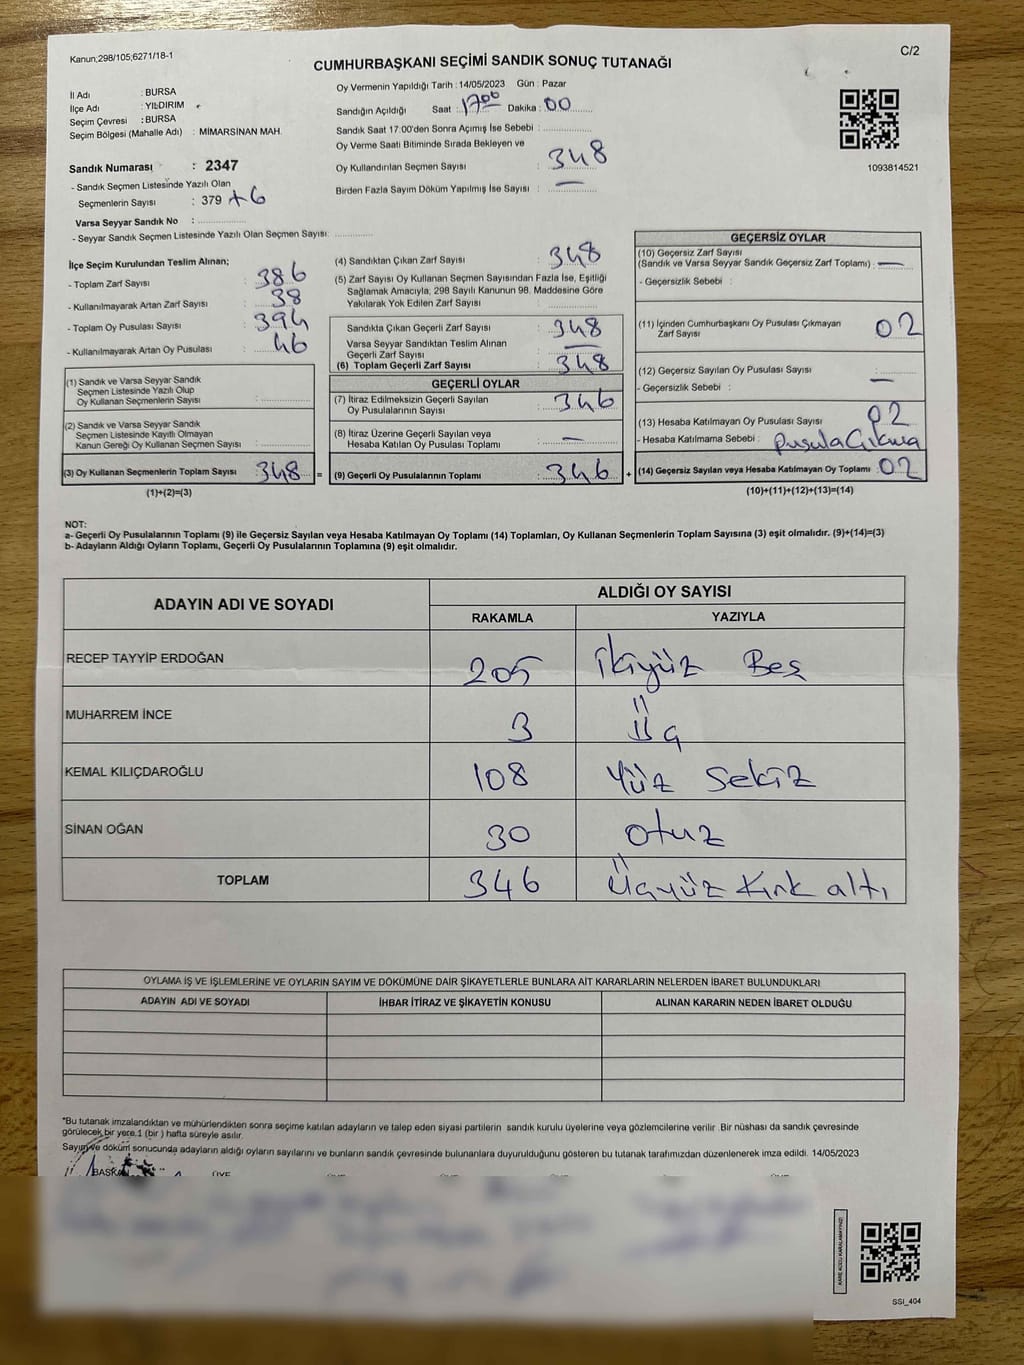 Kanun;298/105;6271/18-1
C/2
CUMHURBAŞKANI SEÇİMİ SANDIK SONUÇ TUTANAĞI
İl Adı : BURSA
İlçe Adı : YILDIRIM
Seçim Çevresi : BURSA
Seçim Bölgesi (Mahalle Adı) : MİMARSİNAN MAH.
Sandık Numarası : 2347
- Sandık Seçmen Listesinde Yazılı Olan
Seçmenlerin Sayısı : 379 +6
Varsa Seyyar Sandık No :
- Seyyar Sandık Seçmen Listesinde Yazılı Olan Seçmen Sayısı:
Oy Vermenin Yapıldığı Tarih : 14/05/2023 Gün : Pazar
Sandığın Açıldığı Saat : 17:00 Dakika : 00
Sandık Saat 17:00'den Sonra Açımış İse Sebebi :
Oy Verme Saati Bitiminde Sırada Bekleyen ve
Oy Kullandırılan Seçmen Sayısı : 348
Birden Fazla Sayım Döküm Yapılmış İse Sayısı : —
1093814521
İlçe Seçim Kurulundan Teslim Alınan;
- Toplam Zarf Sayısı : 386
- Kullanılmayarak Artan Zarf Sayısı : 38
- Toplam Oy Pusulası Sayısı : 394
- Kullanılmayarak Artan Oy Pusulası : 46
(1) Sandık ve Varsa Seyyar Sandık
Seçmen Listesinde Yazılı Olup
Oy Kullanan Seçmenlerin Sayısı :
(2) Sandık ve Varsa Seyyar Sandık
Seçmen Listesinde Kayıtlı Olmayan
Kanun Gereği Oy Kullanan Seçmen Sayısı :
(3) Oy Kullanan Seçmenlerin Toplam Sayısı : 348 =
(1)+(2)=(3)
(4) Sandıktan Çıkan Zarf Sayısı : 348
(5) Zarf Sayısı Oy Kullanan Seçmen Sayısından Fazla İse, Eşitliği
Sağlamak Amacıyla, 298 Sayılı Kanunun 98. Maddesine Göre
Yakılarak Yok Edilen Zarf Sayısı :
Sandıkta Çıkan Geçerli Zarf Sayısı : 348
Varsa Seyyar Sandıktan Teslim Alınan
Geçerli Zarf Sayısı : —
(6) Toplam Geçerli Zarf Sayısı : 348
GEÇERLİ OYLAR
(7) İtiraz Edilmeksizin Geçerli Sayılan
Oy Pusulalarının Sayısı : 346
(8) İtiraz Üzerine Geçerli Sayılan veya
Hesaba Katılan Oy Pusulası Toplamı : —
(9) Geçerli Oy Pusulalarının Toplamı : 346 +
GEÇERSİZ OYLAR
(10) Geçersiz Zarf Sayısı
(Sandık ve Varsa Seyyar Sandık Geçersiz Zarf Toplamı) : —
- Geçersizlik Sebebi :
(11) İçinden Cumhurbaşkanı Oy Pusulası Çıkmayan
Zarf Sayısı 02
(12) Geçersiz Sayılan Oy Pusulası Sayısı : —
- Geçersizlik Sebebi :
(13) Hesaba Katılmayan Oy Pusulası Sayısı 02
- Hesaba Katılmama Sebebi : Pusula Çıkma
(14) Geçersiz Sayılan veya Hesaba Katılmayan Oy Toplamı : 02
(10)+(11)+(12)+(13)=(14)
NOT:
a- Geçerli Oy Pusulalarının Toplamı (9) ile Geçersiz Sayılan veya Hesaba Katılmayan Oy Toplamı (14) Toplamları, Oy Kullanan Seçmenlerin Toplam Sayısına (3) eşit olmalıdır. (9)+(14)=(3)
b- Adayların Aldığı Oyların Toplamı, Geçerli Oy Pusulalarının Toplamına (9) eşit olmalıdır.
ADAYIN ADI VE SOYADI ALDIĞI OY SAYISI
RAKAMLA YAZIYLA
RECEP TAYYİP ERDOĞAN 205 İkiyüz Beş
MUHARREM İNCE 3 Üç
KEMAL KILIÇDAROĞLU 108 Yüz Sekiz
SİNAN OĞAN 30 otuz
TOPLAM 346 Üçyüz Kırk altı
OYLAMA İŞ VE İŞLEMLERİNE VE OYLARIN SAYIM VE DÖKÜMÜNE DAİR ŞİKAYETLERLE BUNLARA AİT KARARLARIN NELERDEN İBARET BULUNDUKLARI
ADAYIN ADI VE SOYADI İHBAR İTİRAZ VE ŞİKAYETİN KONUSU ALINAN KARARIN NEDEN İBARET OLDUĞU
*Bu tutanak imzalandıktan ve mühürlendikten sonra seçime katılan adayların ve talep eden siyasi partilerin sandık kurulu üyelerine veya gözlemcilerine verilir .Bir nüshası da sandık çevresinde
görülecek bir yere,1 (bir ) hafta süreyle asılır.
Sayım ve döküm sonucunda adayların aldığı oyların sayılarını ve bunların sandık çevresinde bulunanlara duyurulduğunu gösteren bu tutanak tarafımızdan düzenlenerek imza edildi. 14/05/2023
BAŞKAN ÜYE
SSI_404